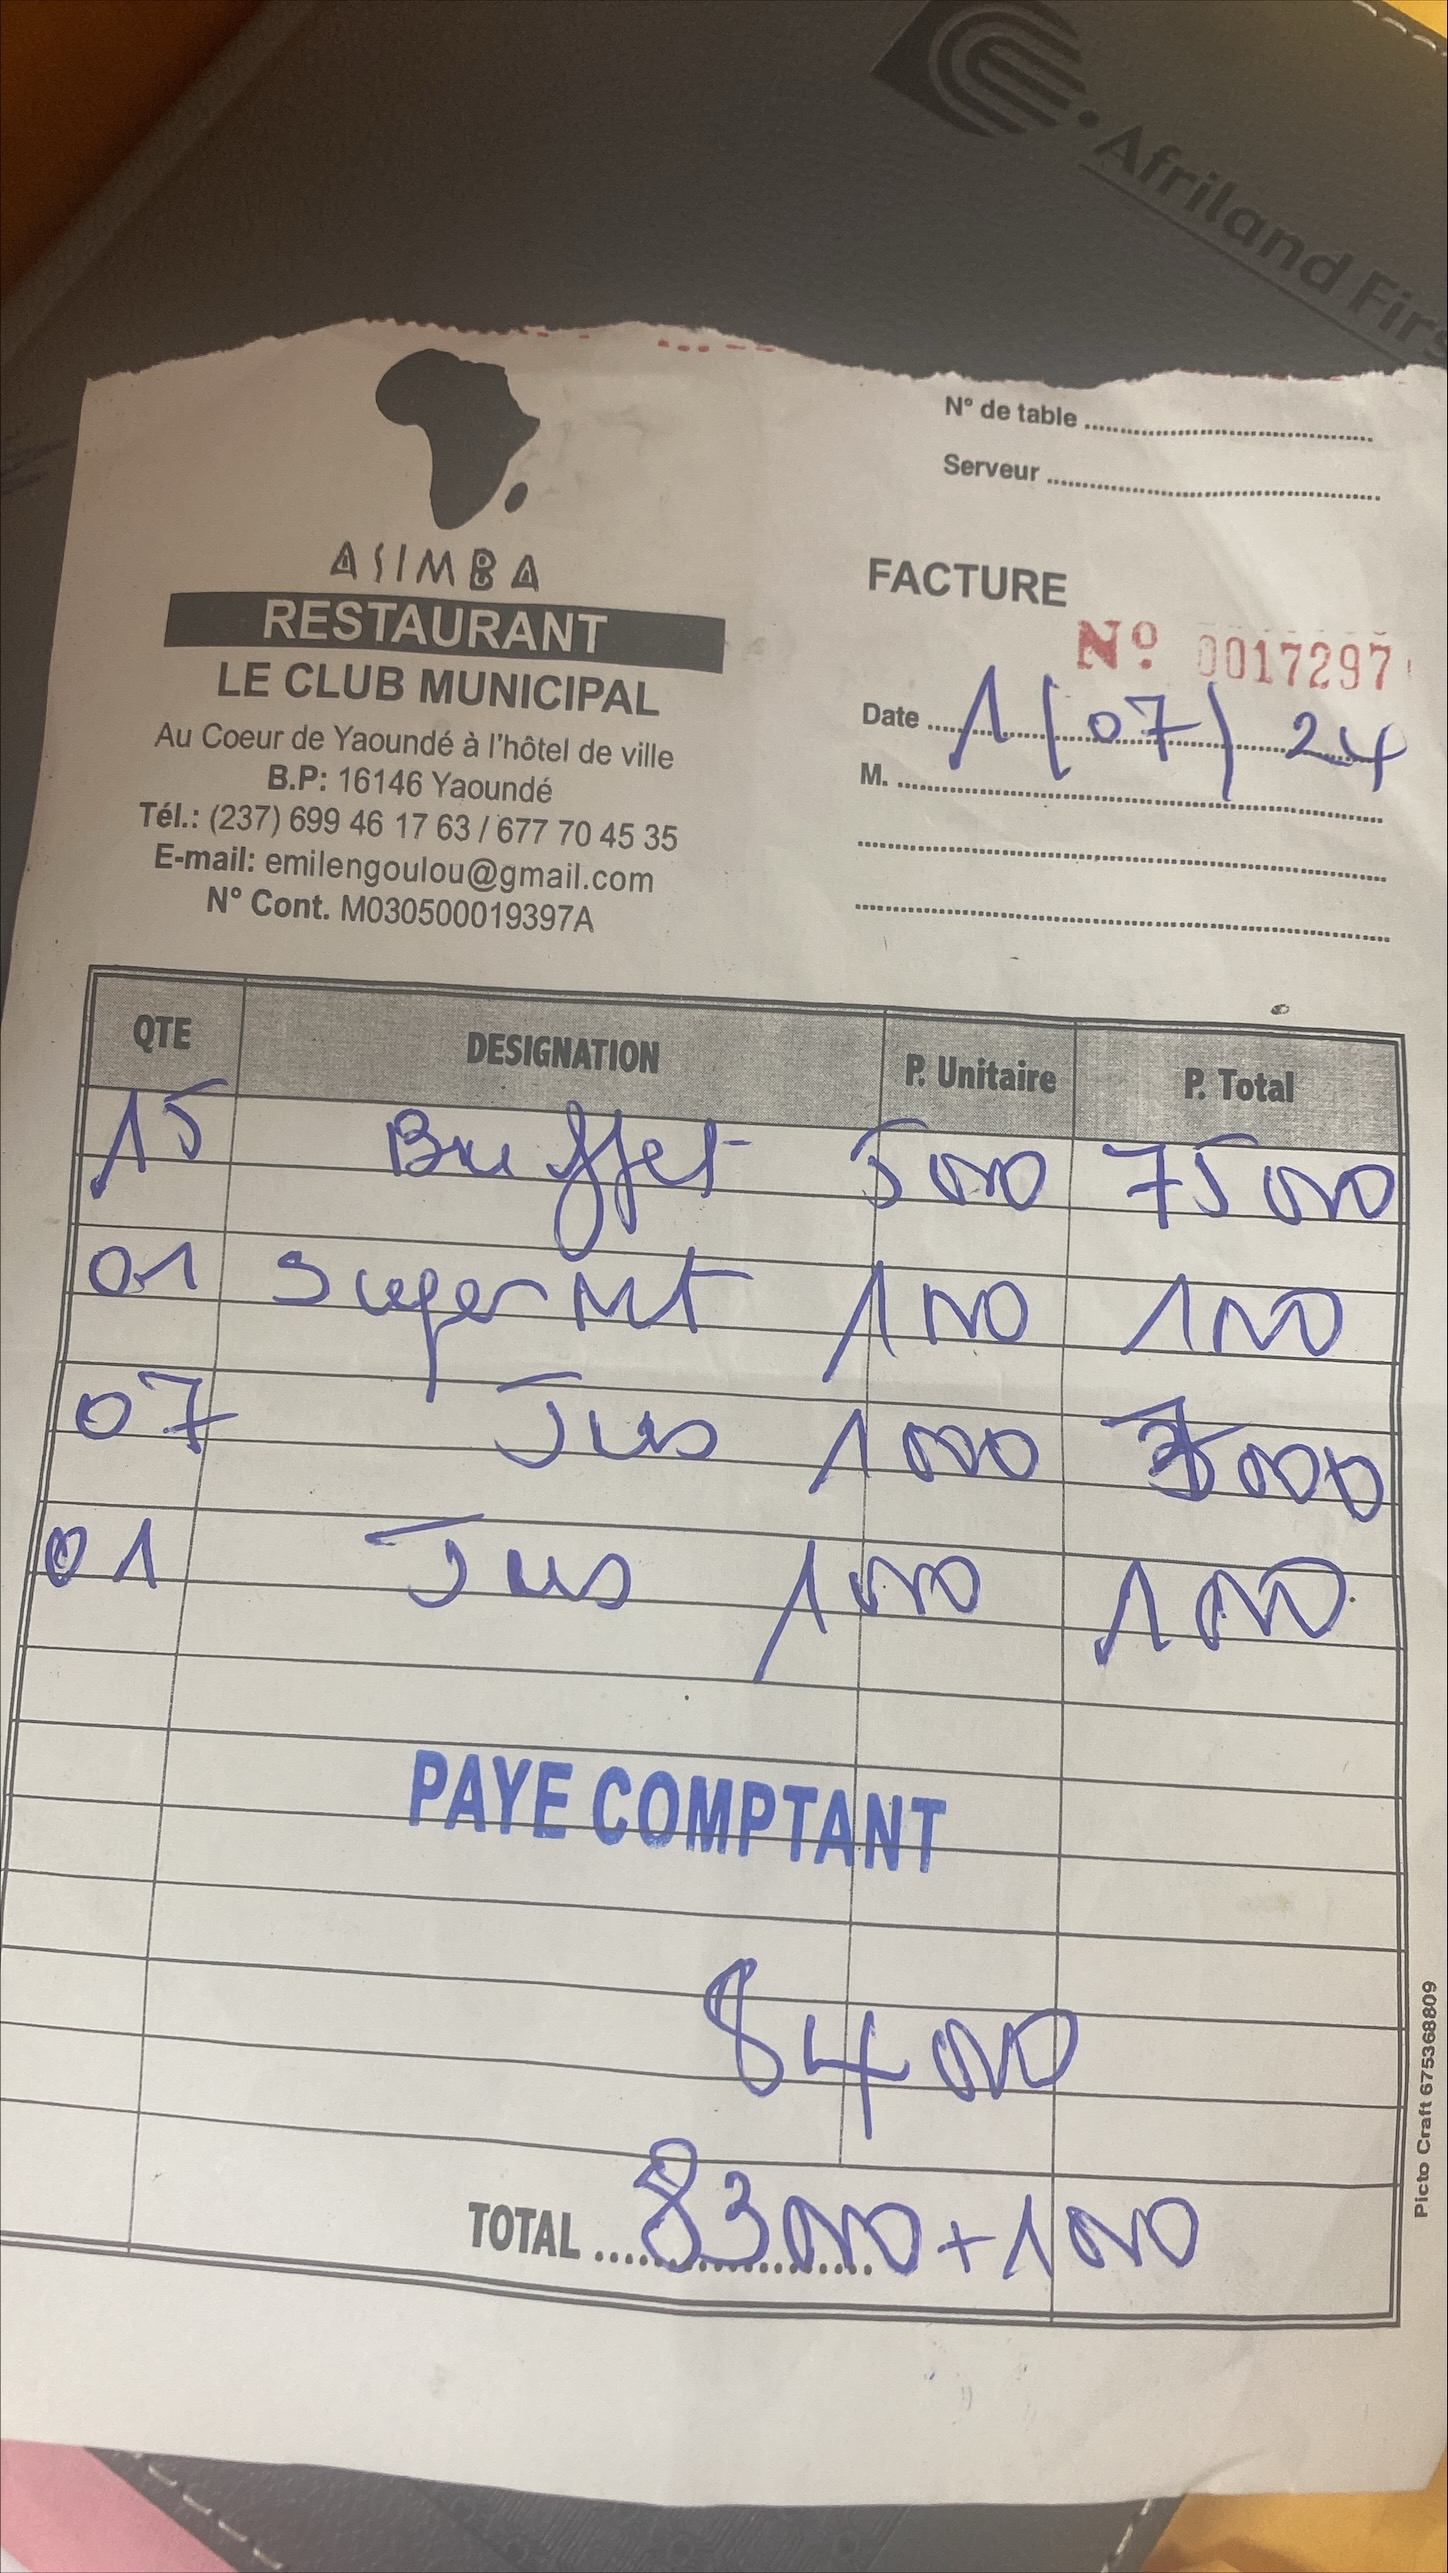 Afriland Firs
N° de table
Serveur
ASIMBA
RESTAURANT
LE CLUB MUNICIPAL
Au Coeur de Yaoundé à l'hôtel de ville
B.P: 16146 Yaoundé
Tél.: (237) 699 46 17 63 / 677 70 45 35
E-mail: emilengoulou@gmail.com
N° Cont. M030500019397A
FACTURE
Nº 0017297
Date 1/07/24
M.
QTE DESIGNATION P. Unitaire P. Total
15 Buffet 5000 75000
01 1000 1000
07 Jus 1000 7000
01 Jus 1000 1000
PAYE COMPTANT
84000
TOTAL 83000+1000
Picto Craft 675368809